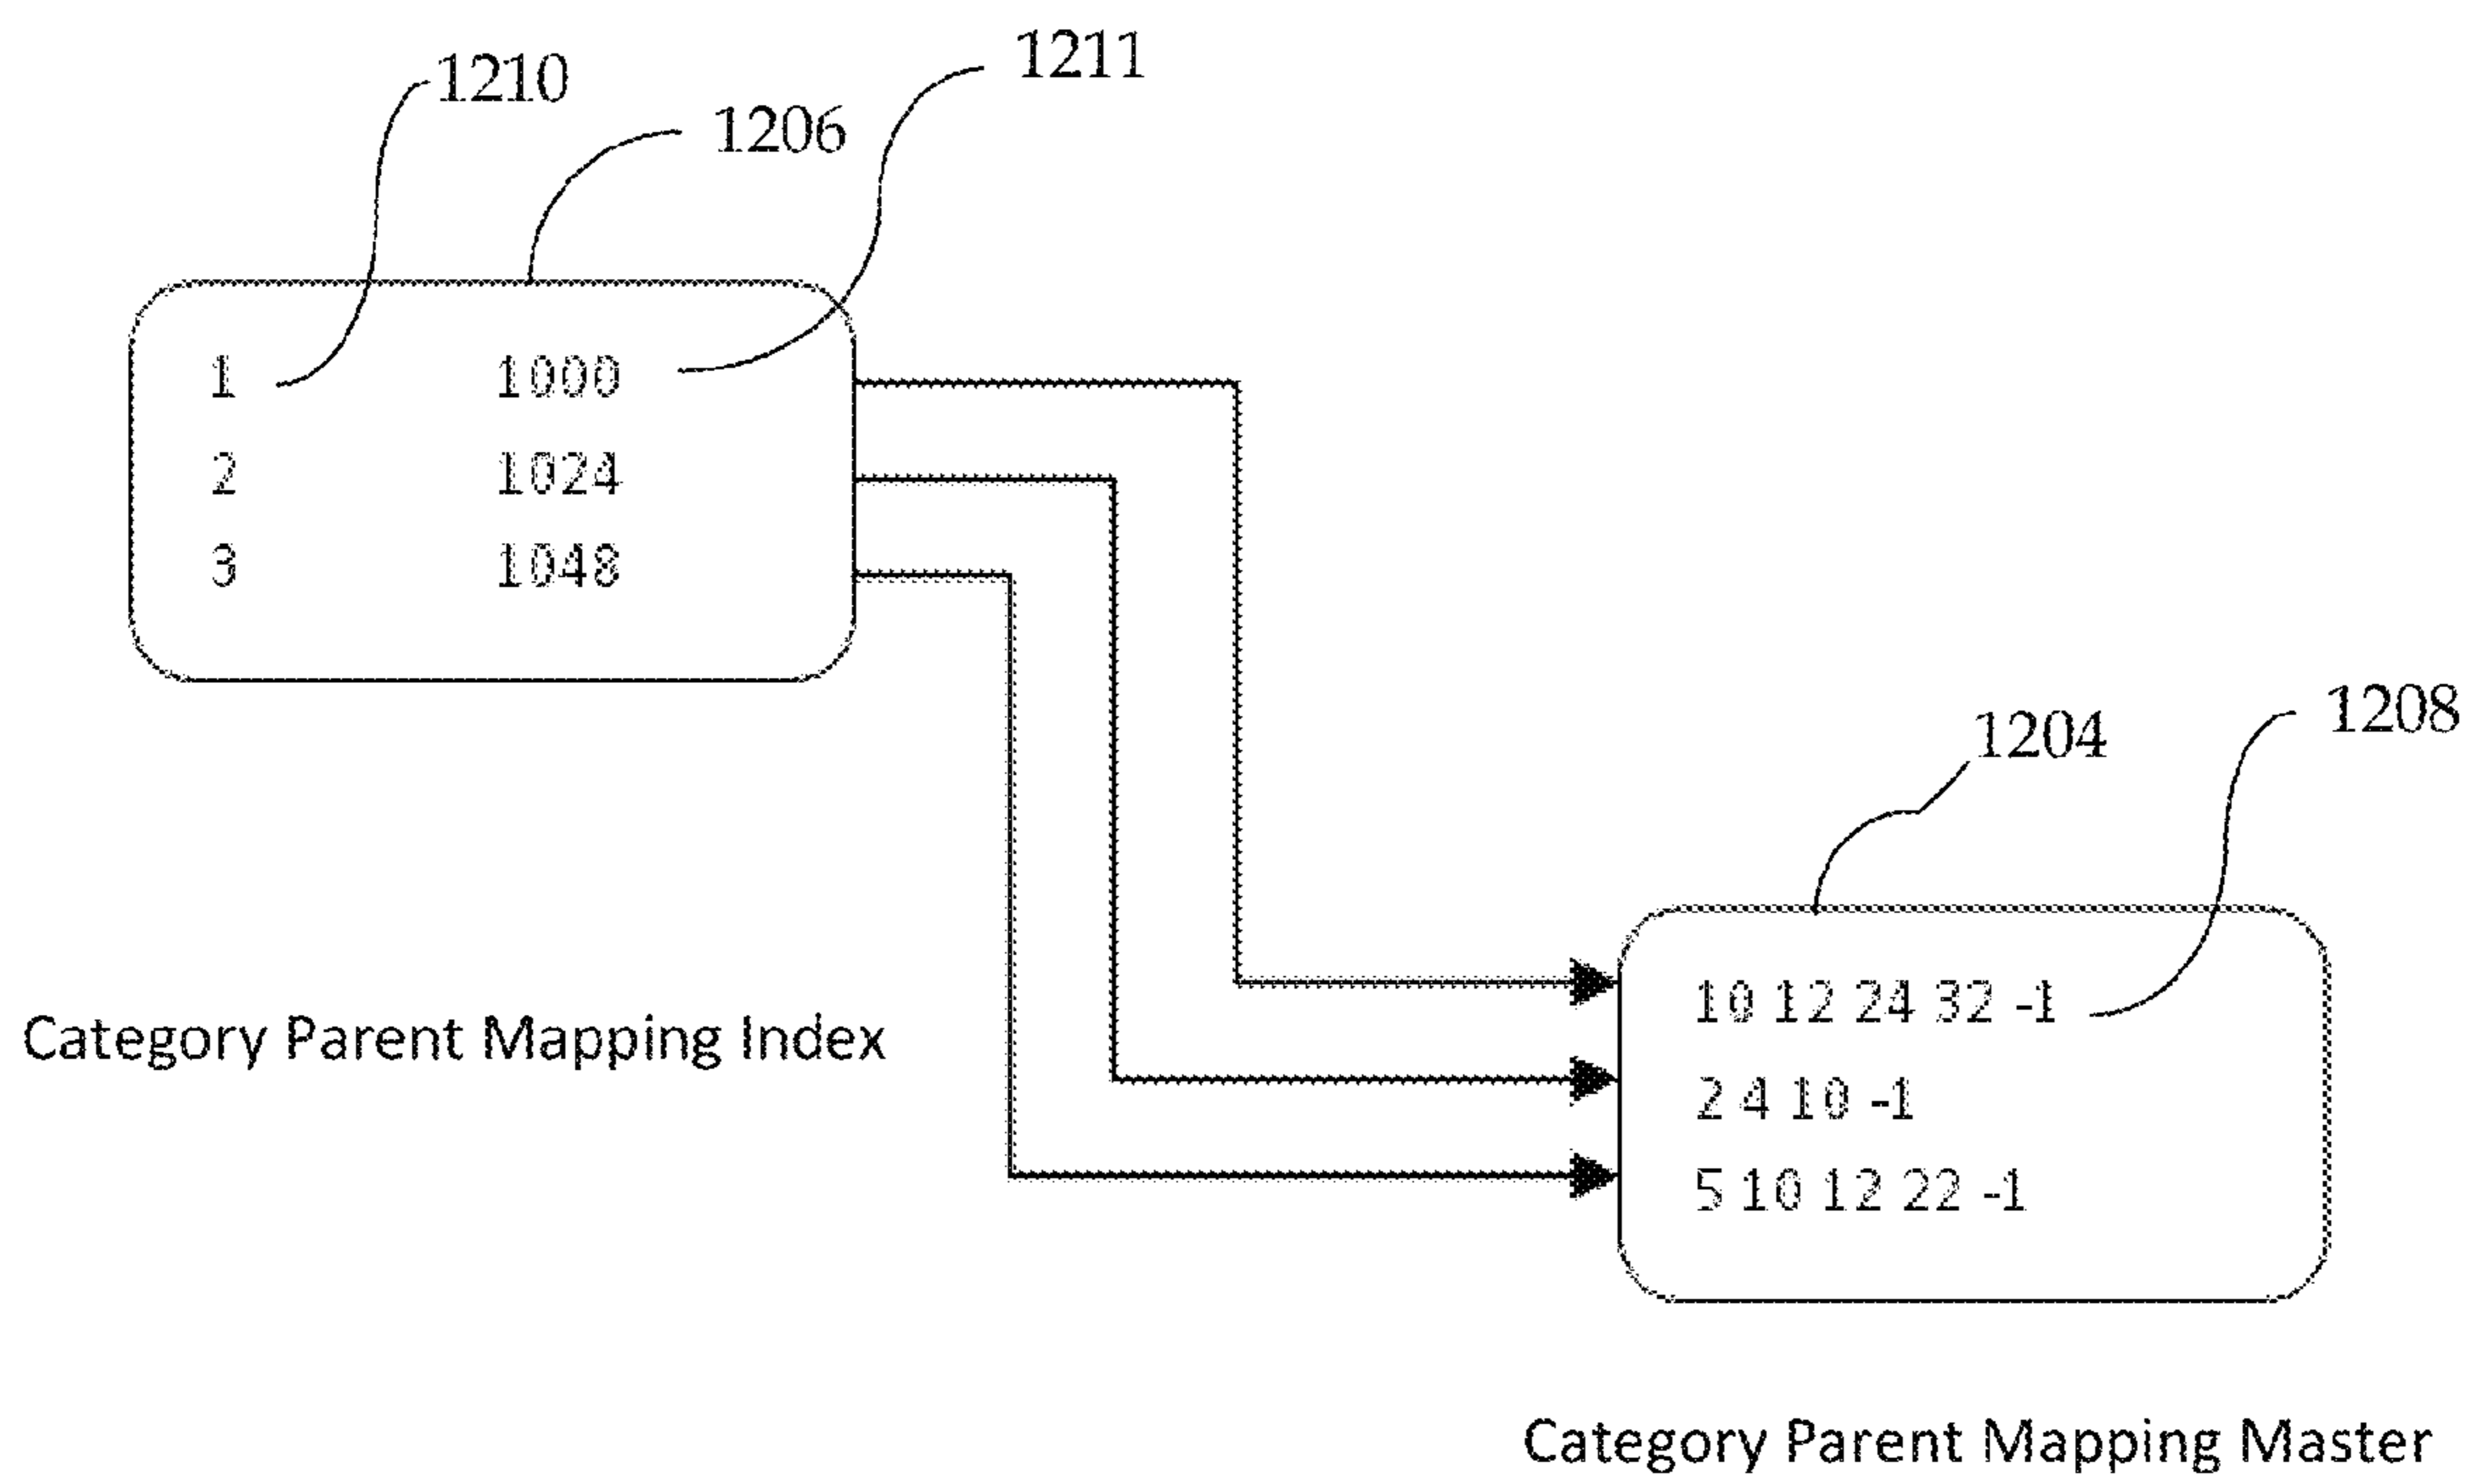 1210
1206
1211
1 1000
2 1024
3 1048
Category Parent Mapping Index
1204
1208
10 12 24 32 -1
2 4 10 -1
5 10 12 22 -1
Category Parent Mapping Master